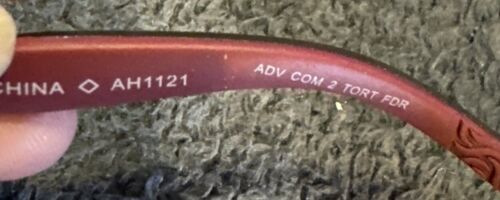 CHINA ◇ AH1121
ADV COM 2 TORT FDR